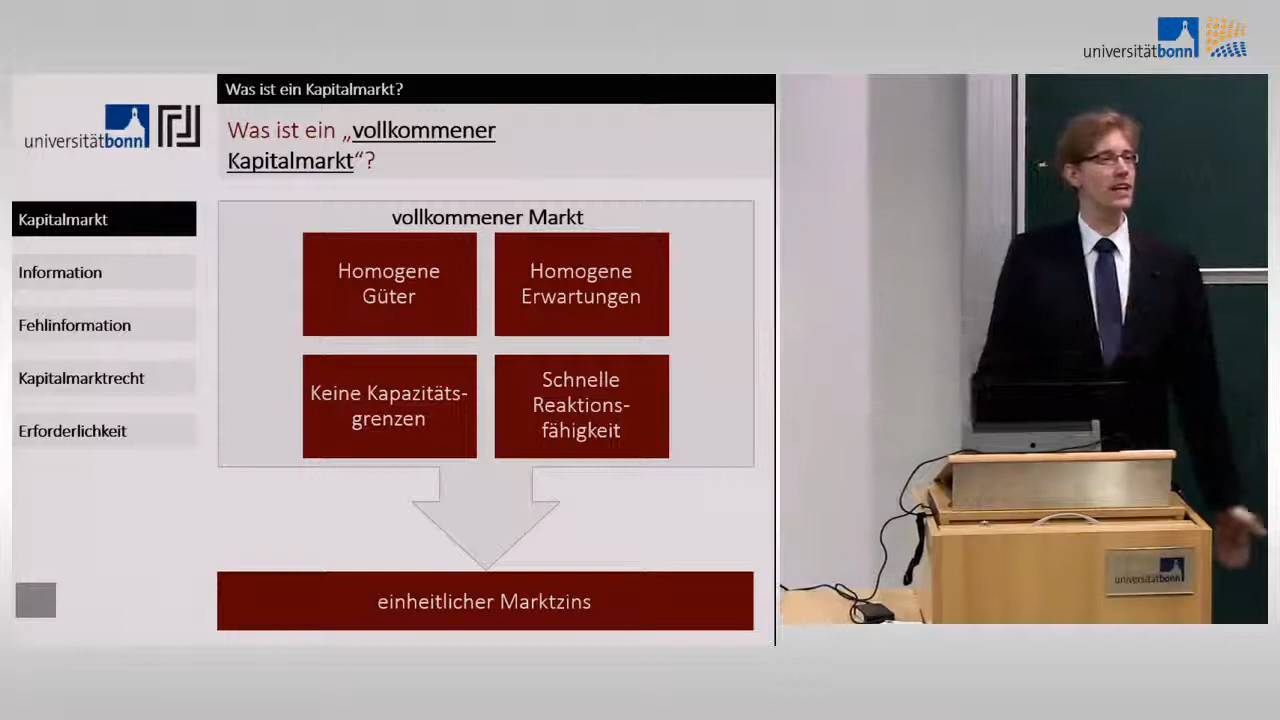 universitätbonn
Was ist ein Kapitalmarkt?
universitätbonn
Was ist ein „vollkommener
Kapitalmarkt“?
Kapitalmarkt
Information
Fehlinformation
Kapitalmarktrecht
Erforderlichkeit
vollkommener Markt
Homogene
Güter
Homogene
Erwartungen
Keine Kapazitäts-
grenzen
Schnelle
Reaktions-
fähigkeit
einheitlicher Marktzins
universitätbonn